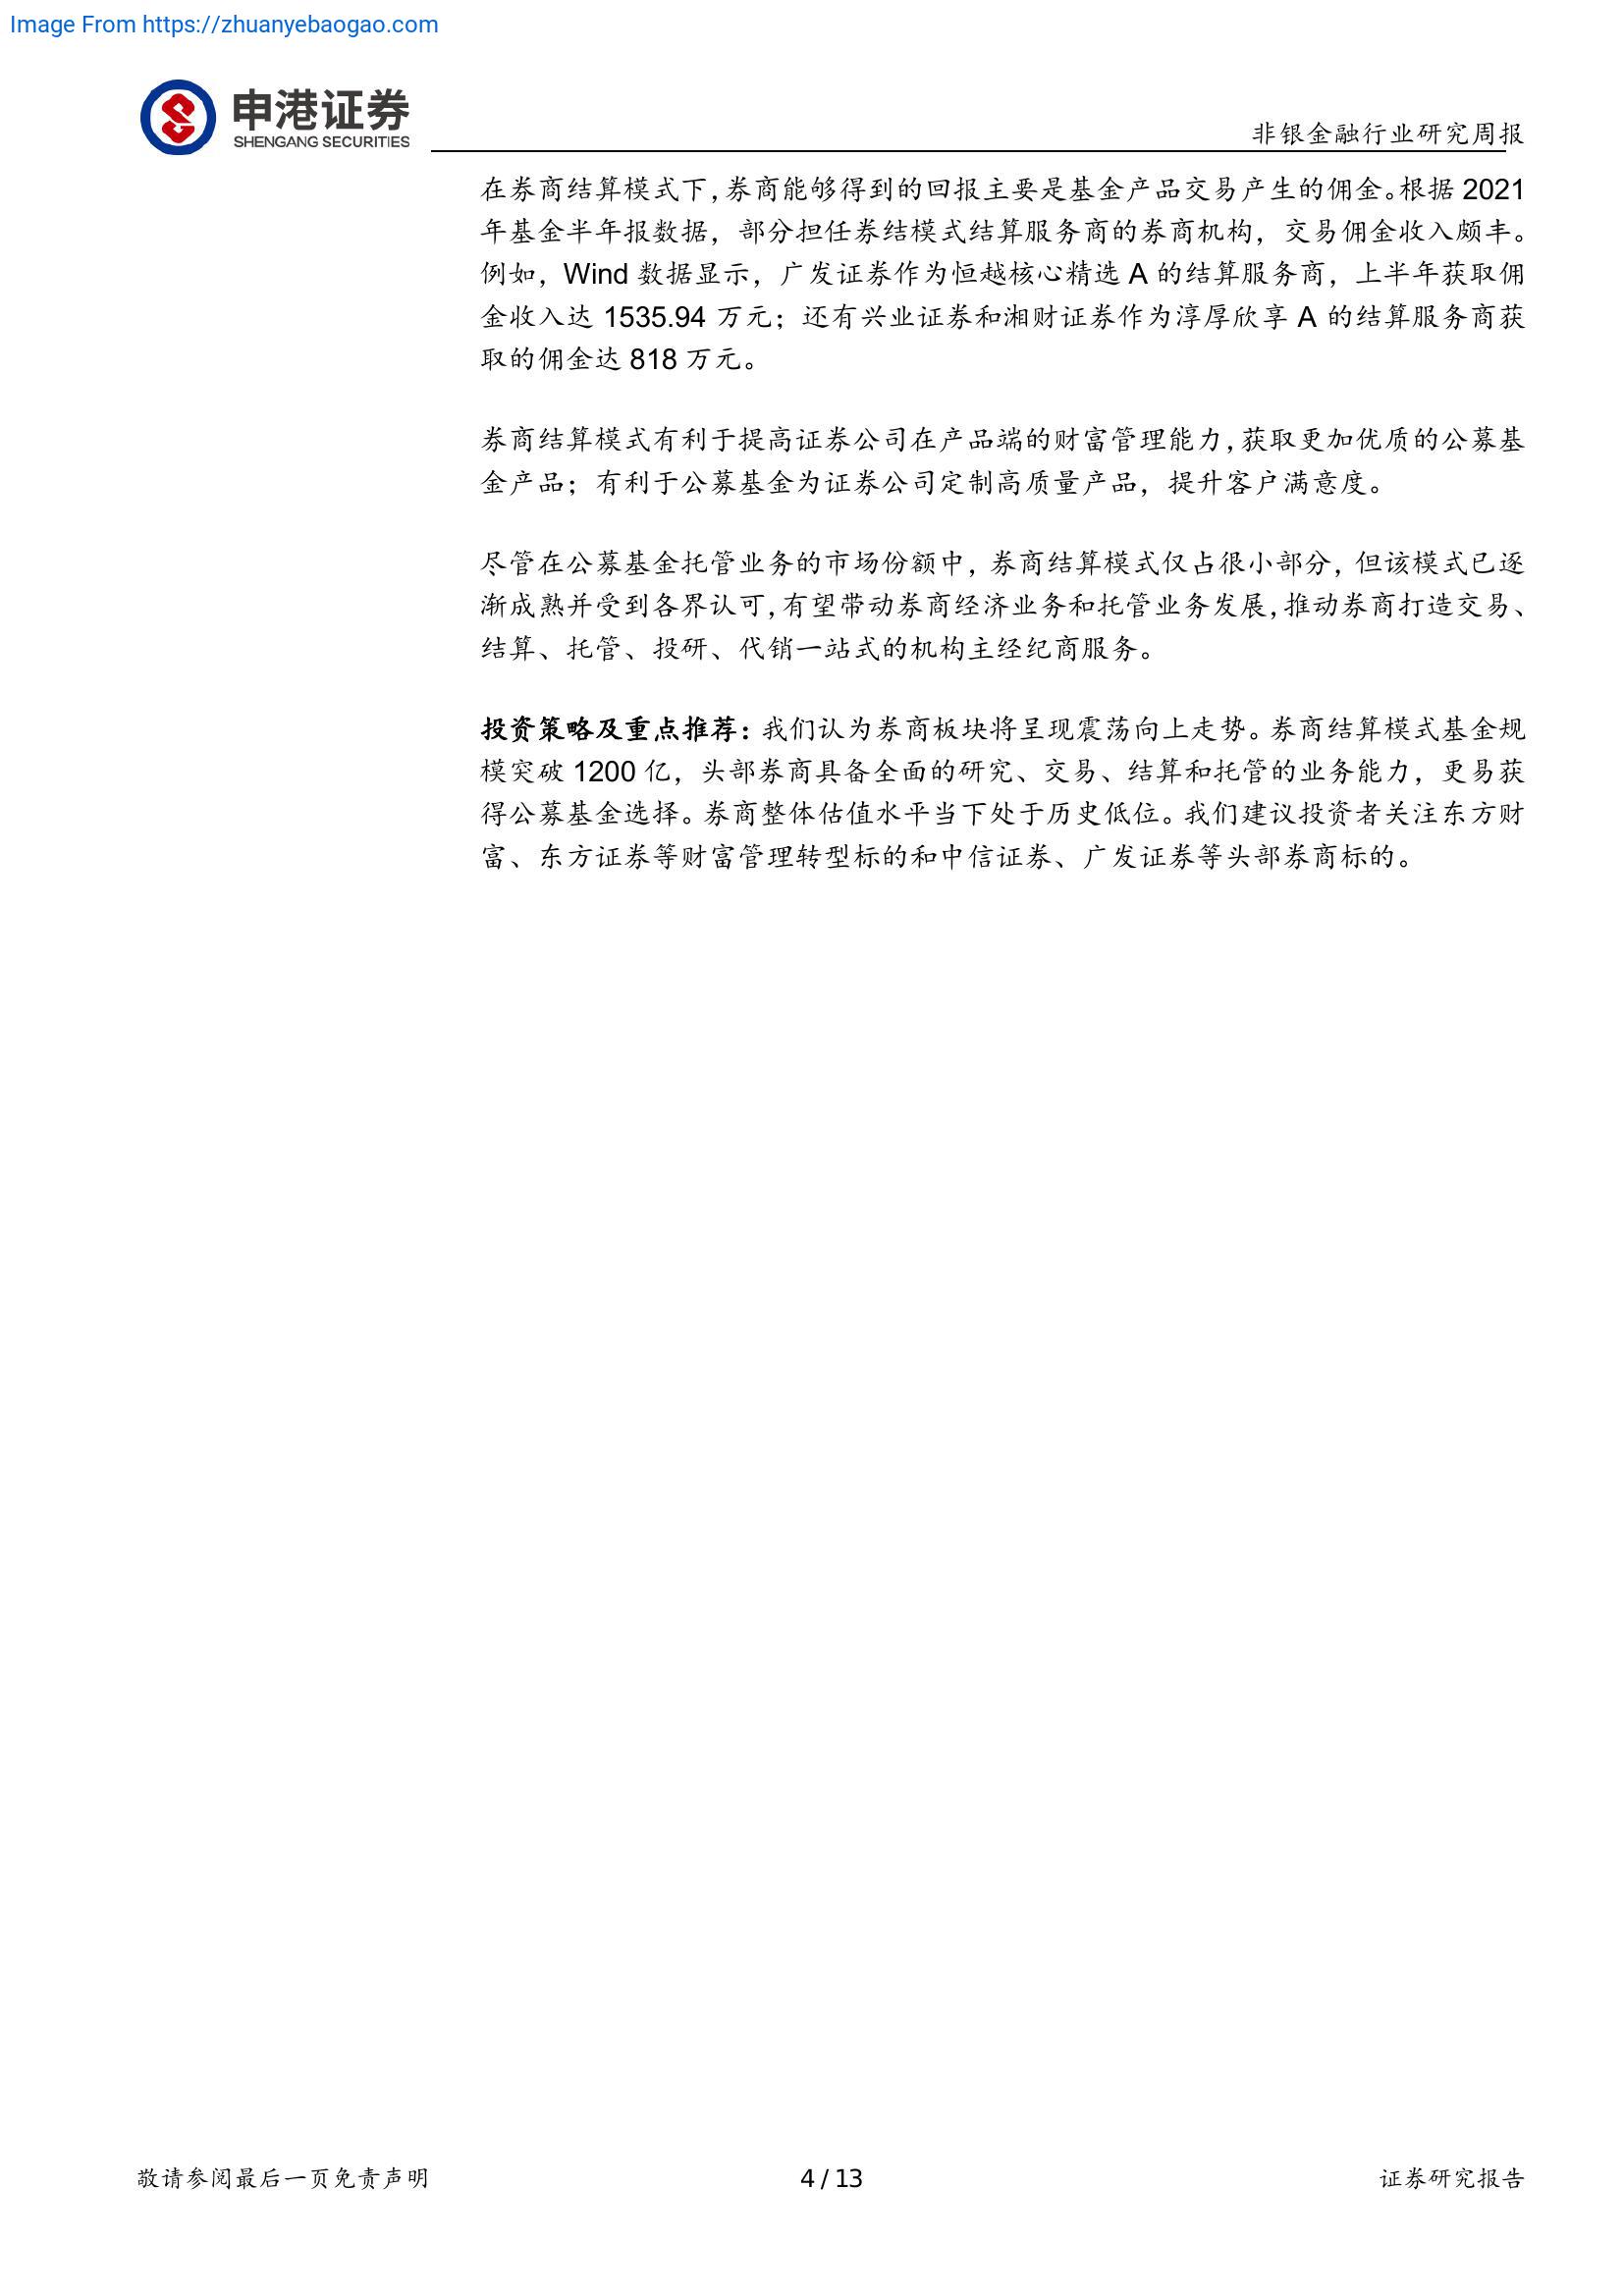 Image From https://zhuanyebaogao.com
申港证券
SHENGANG SECURITIES
非银金融行业研究周报
在券商结算模式下,券商能够得到的回报主要是基金产品交易产生的佣金。根据 2021
年基金半年报数据，部分担任券结模式结算服务商的券商机构，交易佣金收入颇丰。
例如，Wind 数据显示，广发证券作为恒越核心精选 A 的结算服务商，上半年获取佣
金收入达 1535.94 万元；还有兴业证券和湘财证券作为淳厚欣享 A 的结算服务商获
取的佣金达 818 万元。
券商结算模式有利于提高证券公司在产品端的财富管理能力,获取更加优质的公募基
金产品；有利于公募基金为证券公司定制高质量产品，提升客户满意度。
尽管在公募基金托管业务的市场份额中，券商结算模式仅占很小部分，但该模式已逐
渐成熟并受到各界认可,有望带动券商经济业务和托管业务发展,推动券商打造交易、
结算、托管、投研、代销一站式的机构主经纪商服务。
投资策略及重点推荐：我们认为券商板块将呈现震荡向上走势。券商结算模式基金规
模突破 1200 亿，头部券商具备全面的研究、交易、结算和托管的业务能力，更易获
得公募基金选择。券商整体估值水平当下处于历史低位。我们建议投资者关注东方财
富、东方证券等财富管理转型标的和中信证券、广发证券等头部券商标的。
敬请参阅最后一页免责声明
4 / 13
证券研究报告